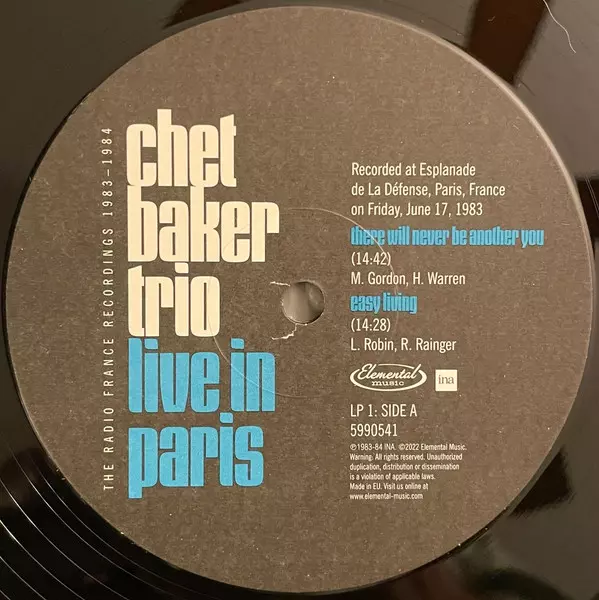 THE RADIO FRANCE RECORDINGS 1983–1984
chet
baker
trio
live in
paris
Recorded at Esplanade
de La Défense, Paris, France
on Friday, June 17, 1983
there will never be another you
(14:42)
M. Gordon, H. Warren
easy living
(14:28)
L. Robin, R. Rainger
Elemental
music
ina
LP 1: SIDE A
5990541
℗1983-84 INA. ©2022 Elemental Music.
Warning: All rights reserved. Unauthorized
duplication, distribution or dissemination
is a violation of applicable laws.
Made in EU. Visit us online at
www.elemental-music.com